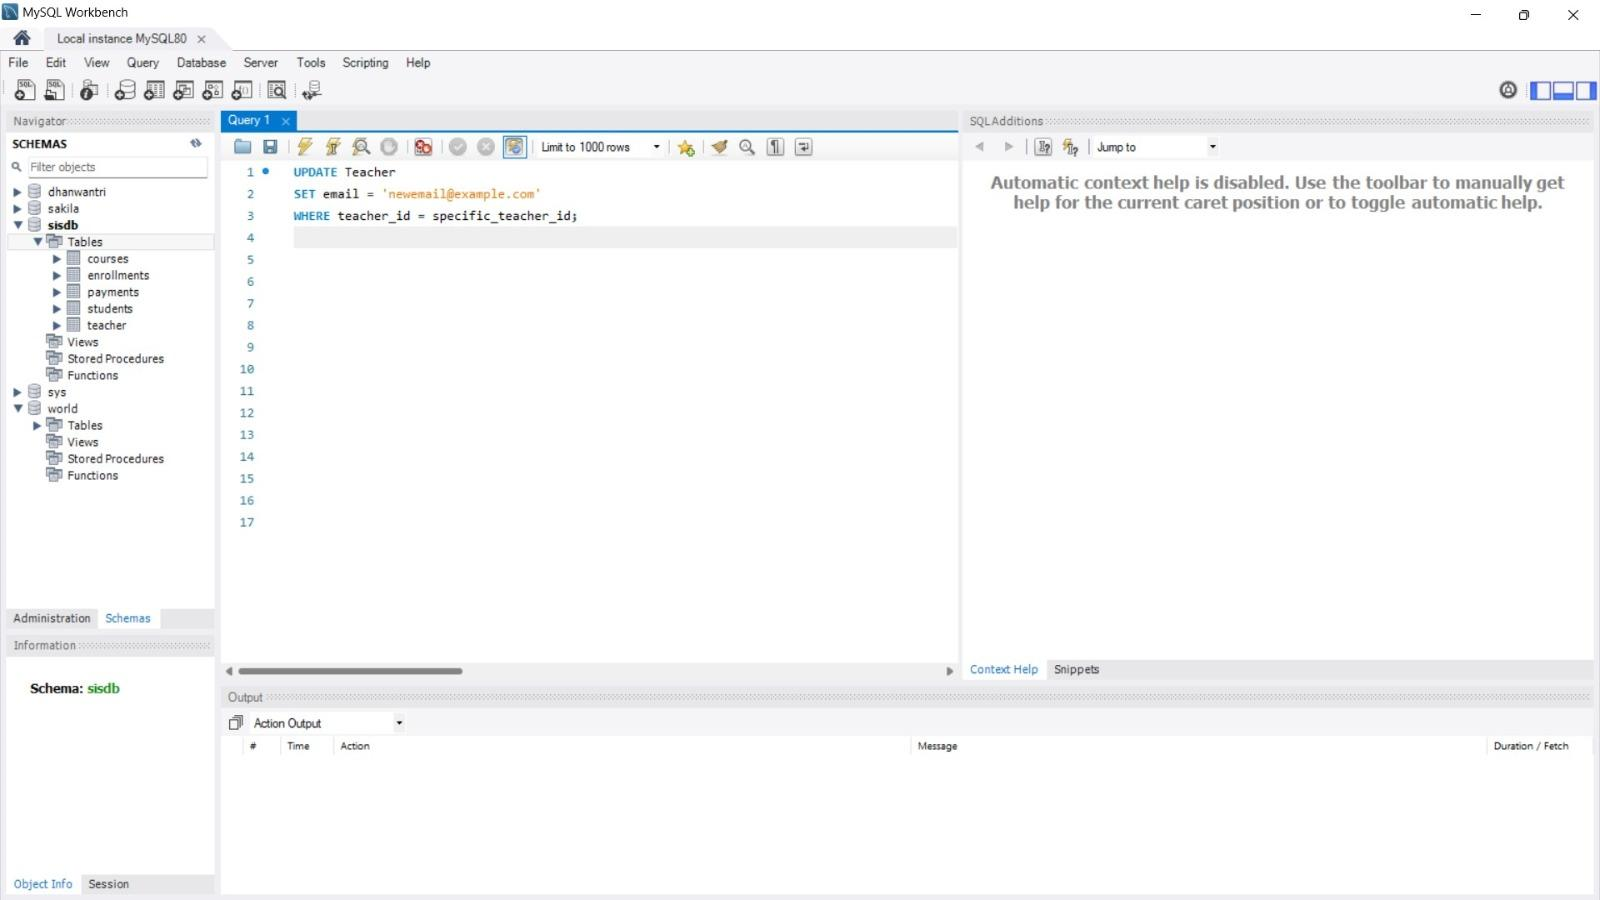 MySQL Workbench
Local instance MySQL80
File Edit View Query Database Server Tools Scripting Help
Navigator
SCHEMAS
Filter objects
dhanwantri
sakila
sisdb
Tables
courses
enrollments
payments
students
teacher
Views
Stored Procedures
Functions
sys
world
Tables
Views
Stored Procedures
Functions
Administration Schemas
Information
Schema: sisdb
Object Info Session
Query 1
Limit to 1000 rows
1 UPDATE Teacher
2 SET email = 'newemail@example.com'
3 WHERE teacher_id = specific_teacher_id;
4
5
6
7
8
9
10
11
12
13
14
15
16
17
SQLAdditions
Jump to
Automatic context help is disabled. Use the toolbar to manually get
help for the current caret position or to toggle automatic help.
Context Help Snippets
Output
Action Output
# Time Action Message Duration / Fetch